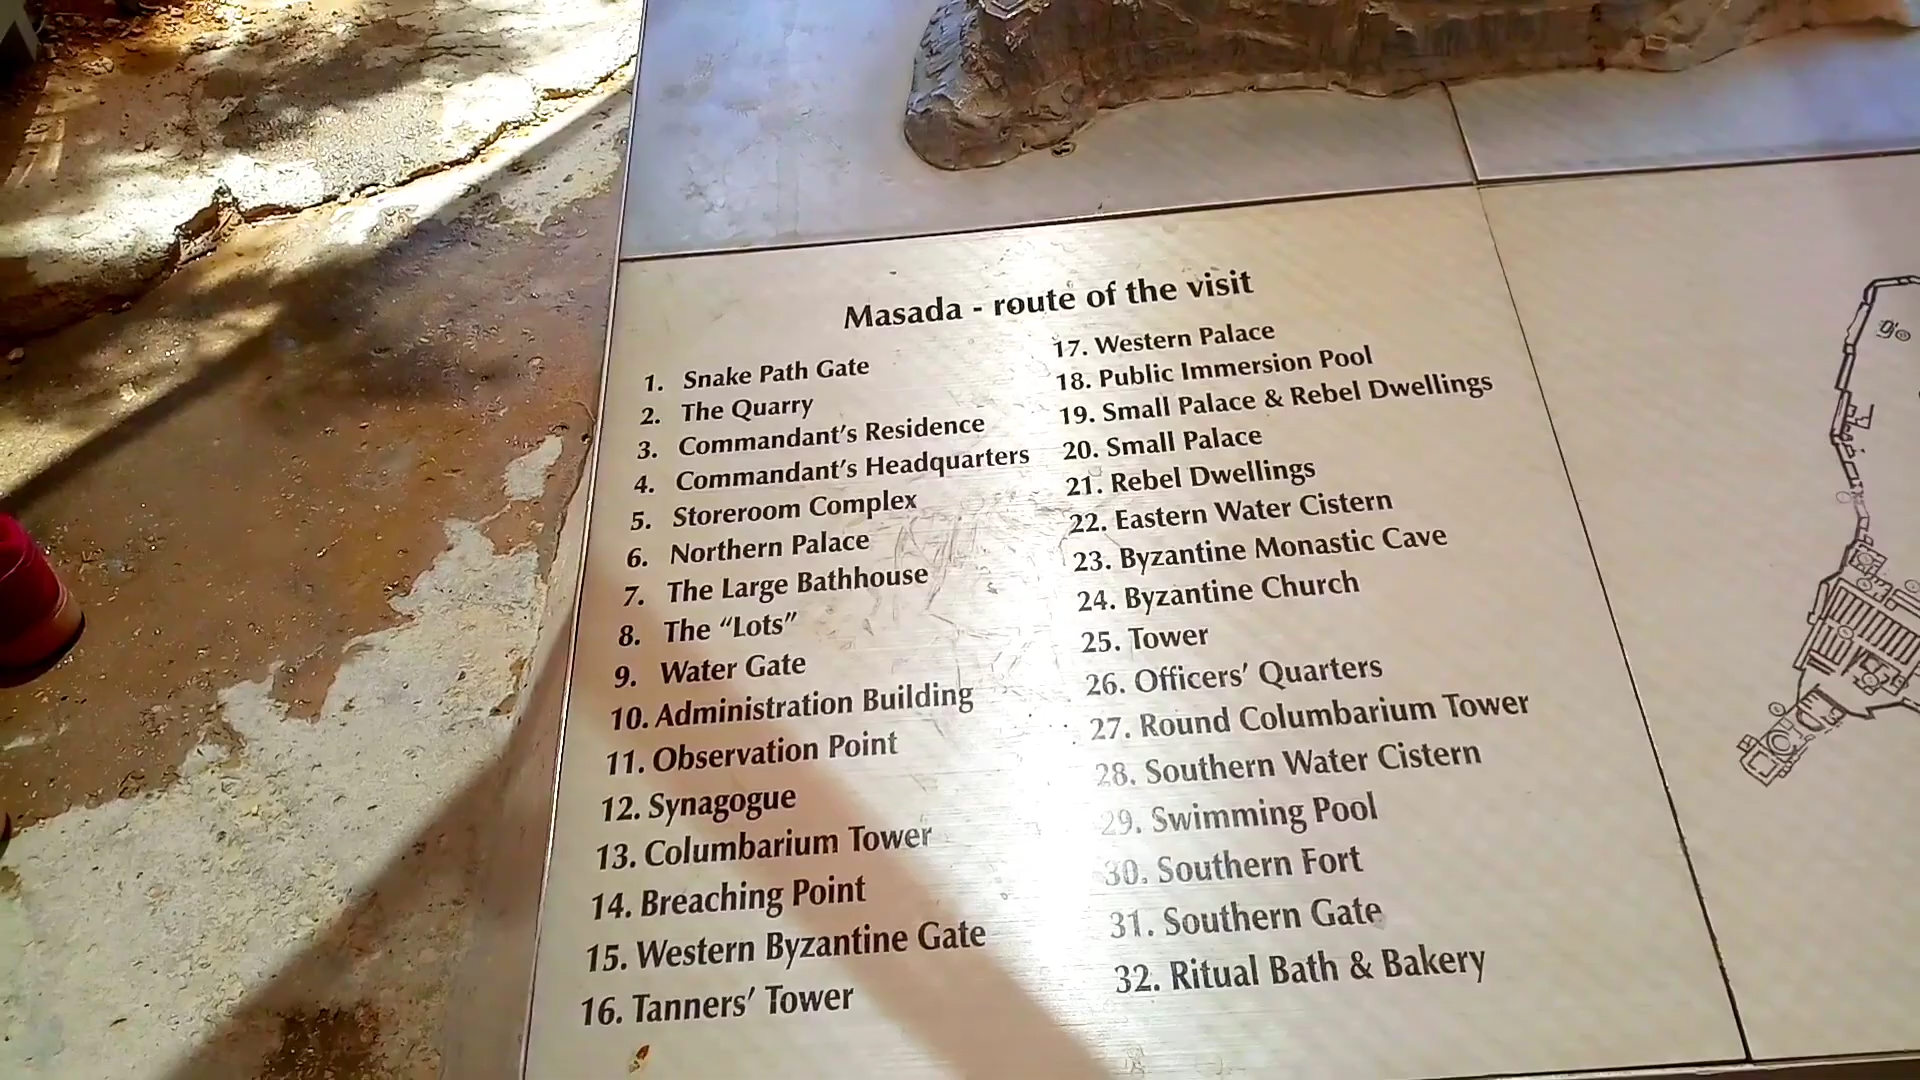 Masada - route of the visit
1. Snake Path Gate
2. The Quarry
3. Commandant's Residence
4. Commandant's Headquarters
5. Storeroom Complex
6. Northern Palace
7. The Large Bathhouse
8. The “Lots”
9. Water Gate
10. Administration Building
11. Observation Point
12. Synagogue
13. Columbarium Tower
14. Breaching Point
15. Western Byzantine Gate
16. Tanners' Tower
17. Western Palace
18. Public Immersion Pool
19. Small Palace & Rebel Dwellings
20. Small Palace
21. Rebel Dwellings
22. Eastern Water Cistern
23. Byzantine Monastic Cave
24. Byzantine Church
25. Tower
26. Officers' Quarters
27. Round Columbarium Tower
28. Southern Water Cistern
29. Swimming Pool
30. Southern Fort
31. Southern Gate
32. Ritual Bath & Bakery